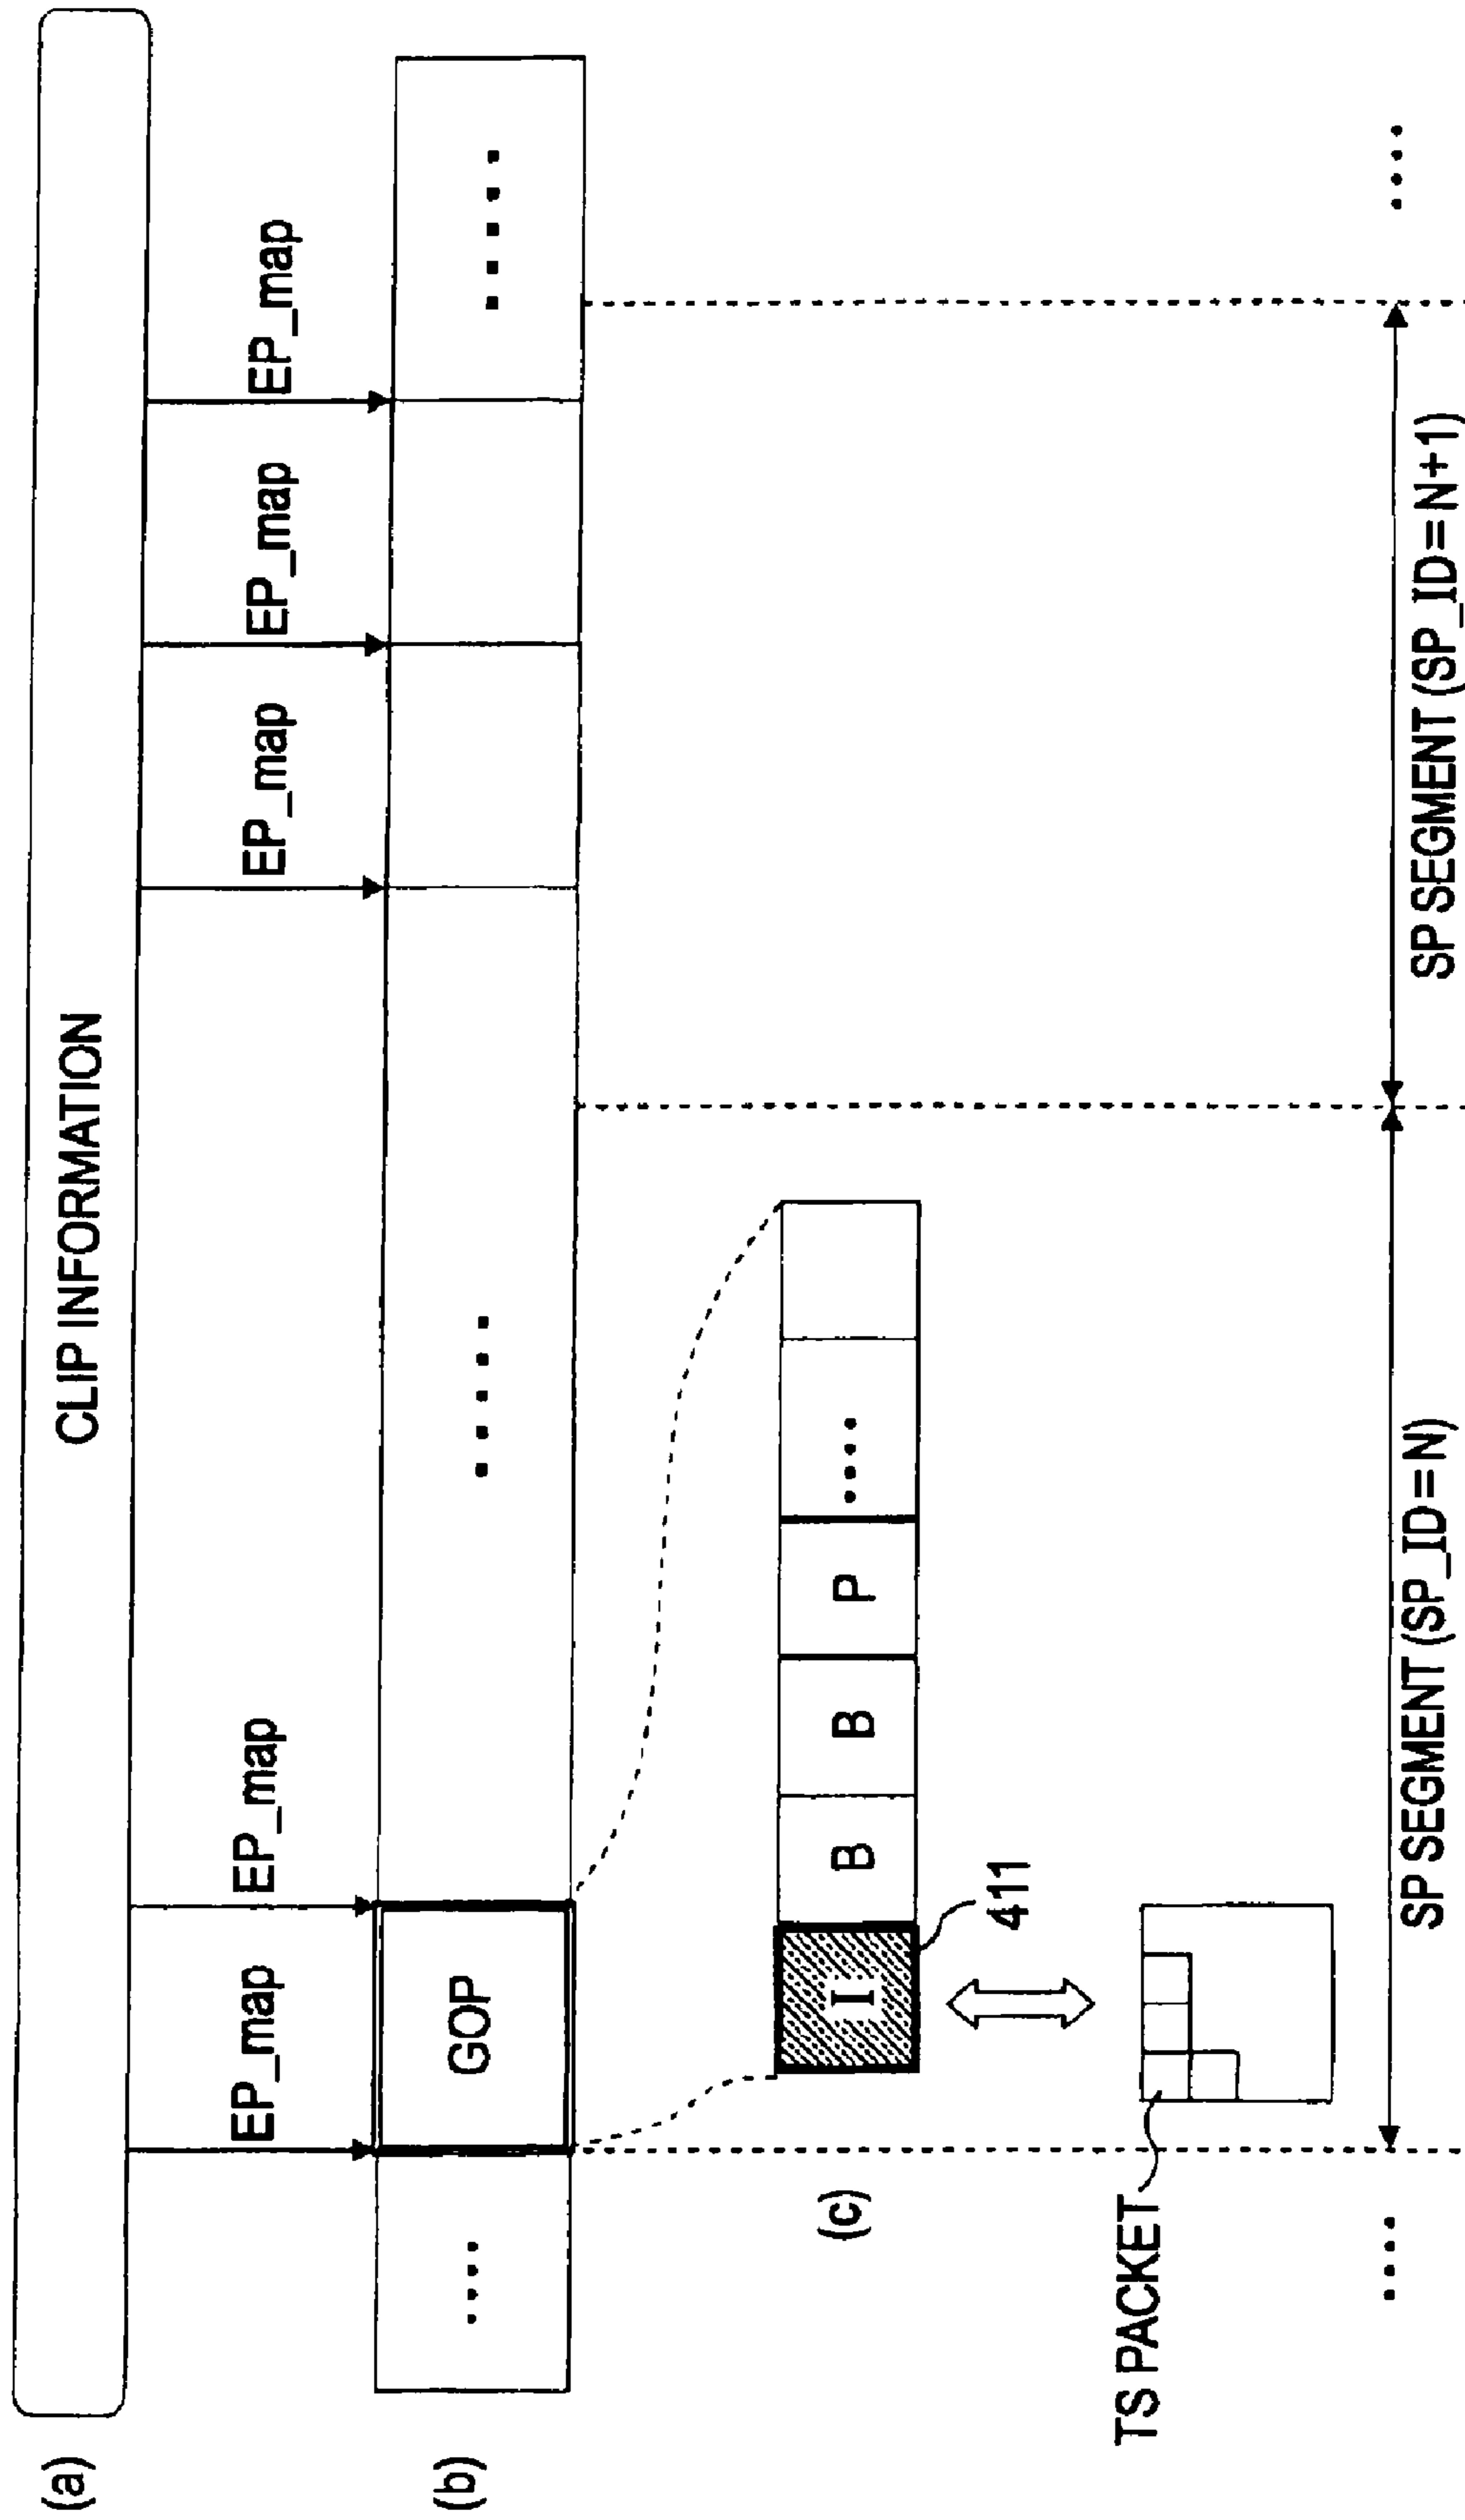 (a)
CLIP INFORMATION
EP_map EP_map EP_map EP_map EP_map
(b)
.... GOP ..... .....
(c)
I B B P ....
411
TS PACKET
.... ....
SP SEGMENT (SP_ID=N) SP SEGMENT (SP_ID=N+1)